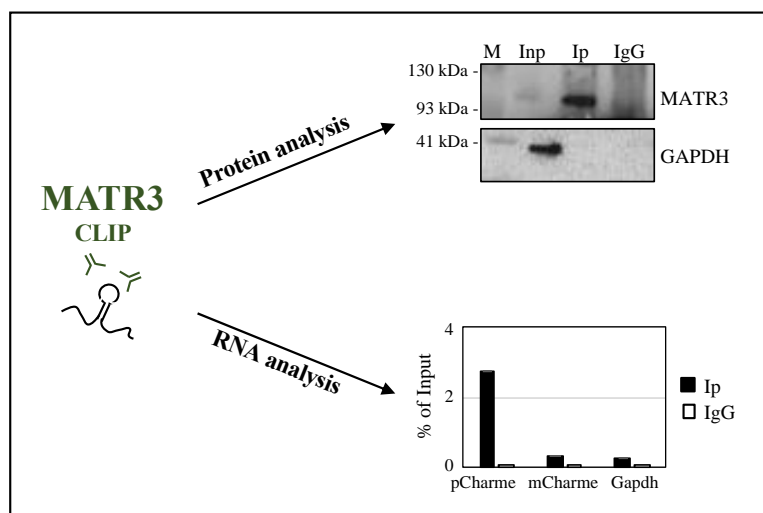 M Inp Ip IgG
130 kDa -
93 kDa -
MATR3
41 kDa -
GAPDH
Protein analysis
MATR3
CLIP
RNA analysis
% of Input
4
2
0
pCharme mCharme Gapdh
Ip
IgG